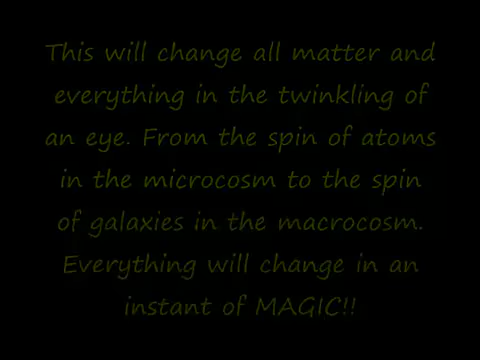 This will change all matter and
everything in the twinkling of
an eye. From the spin of atoms
in the microcosm to the spin
of galaxies in the macrocosm.
Everything will change in an
instant of MAGIC!!